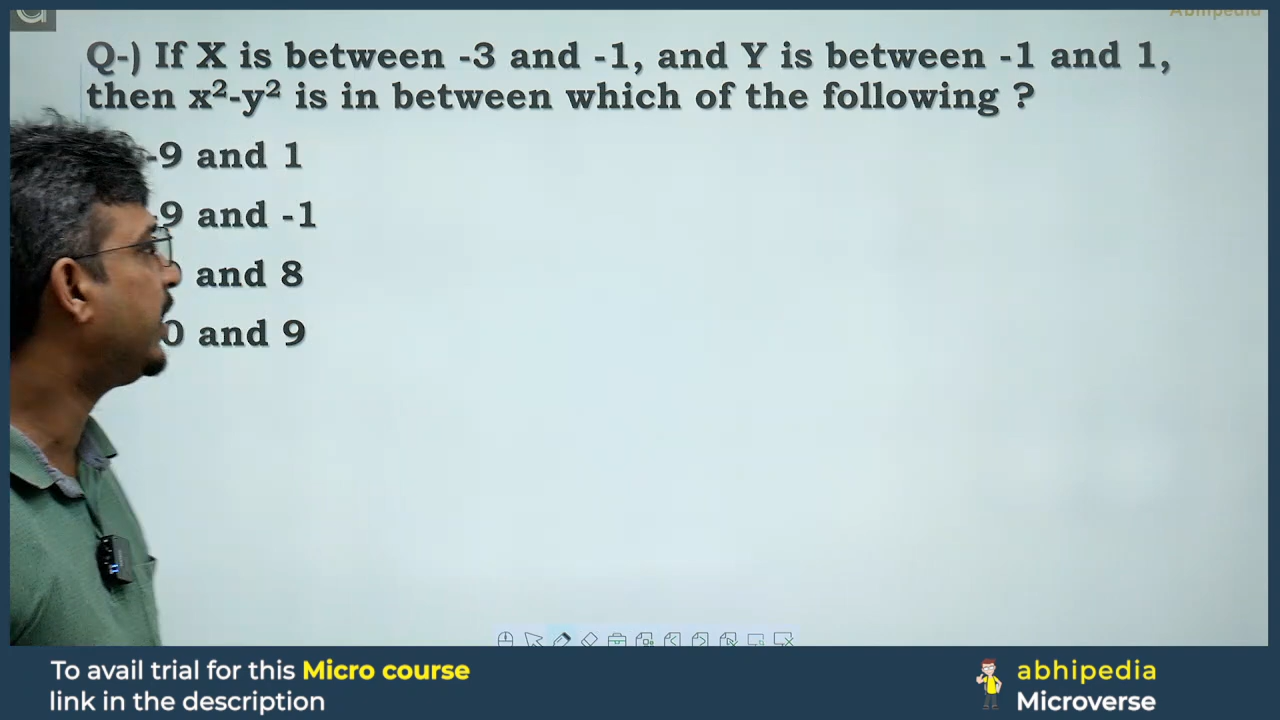 Abhipedia
Q-) If X is between -3 and -1, and Y is between -1 and 1,
then x²-y² is in between which of the following ?
-9 and 1
-9 and -1
and 8
0 and 9
To avail trial for this Micro course
link in the description
abhipedia
Microverse